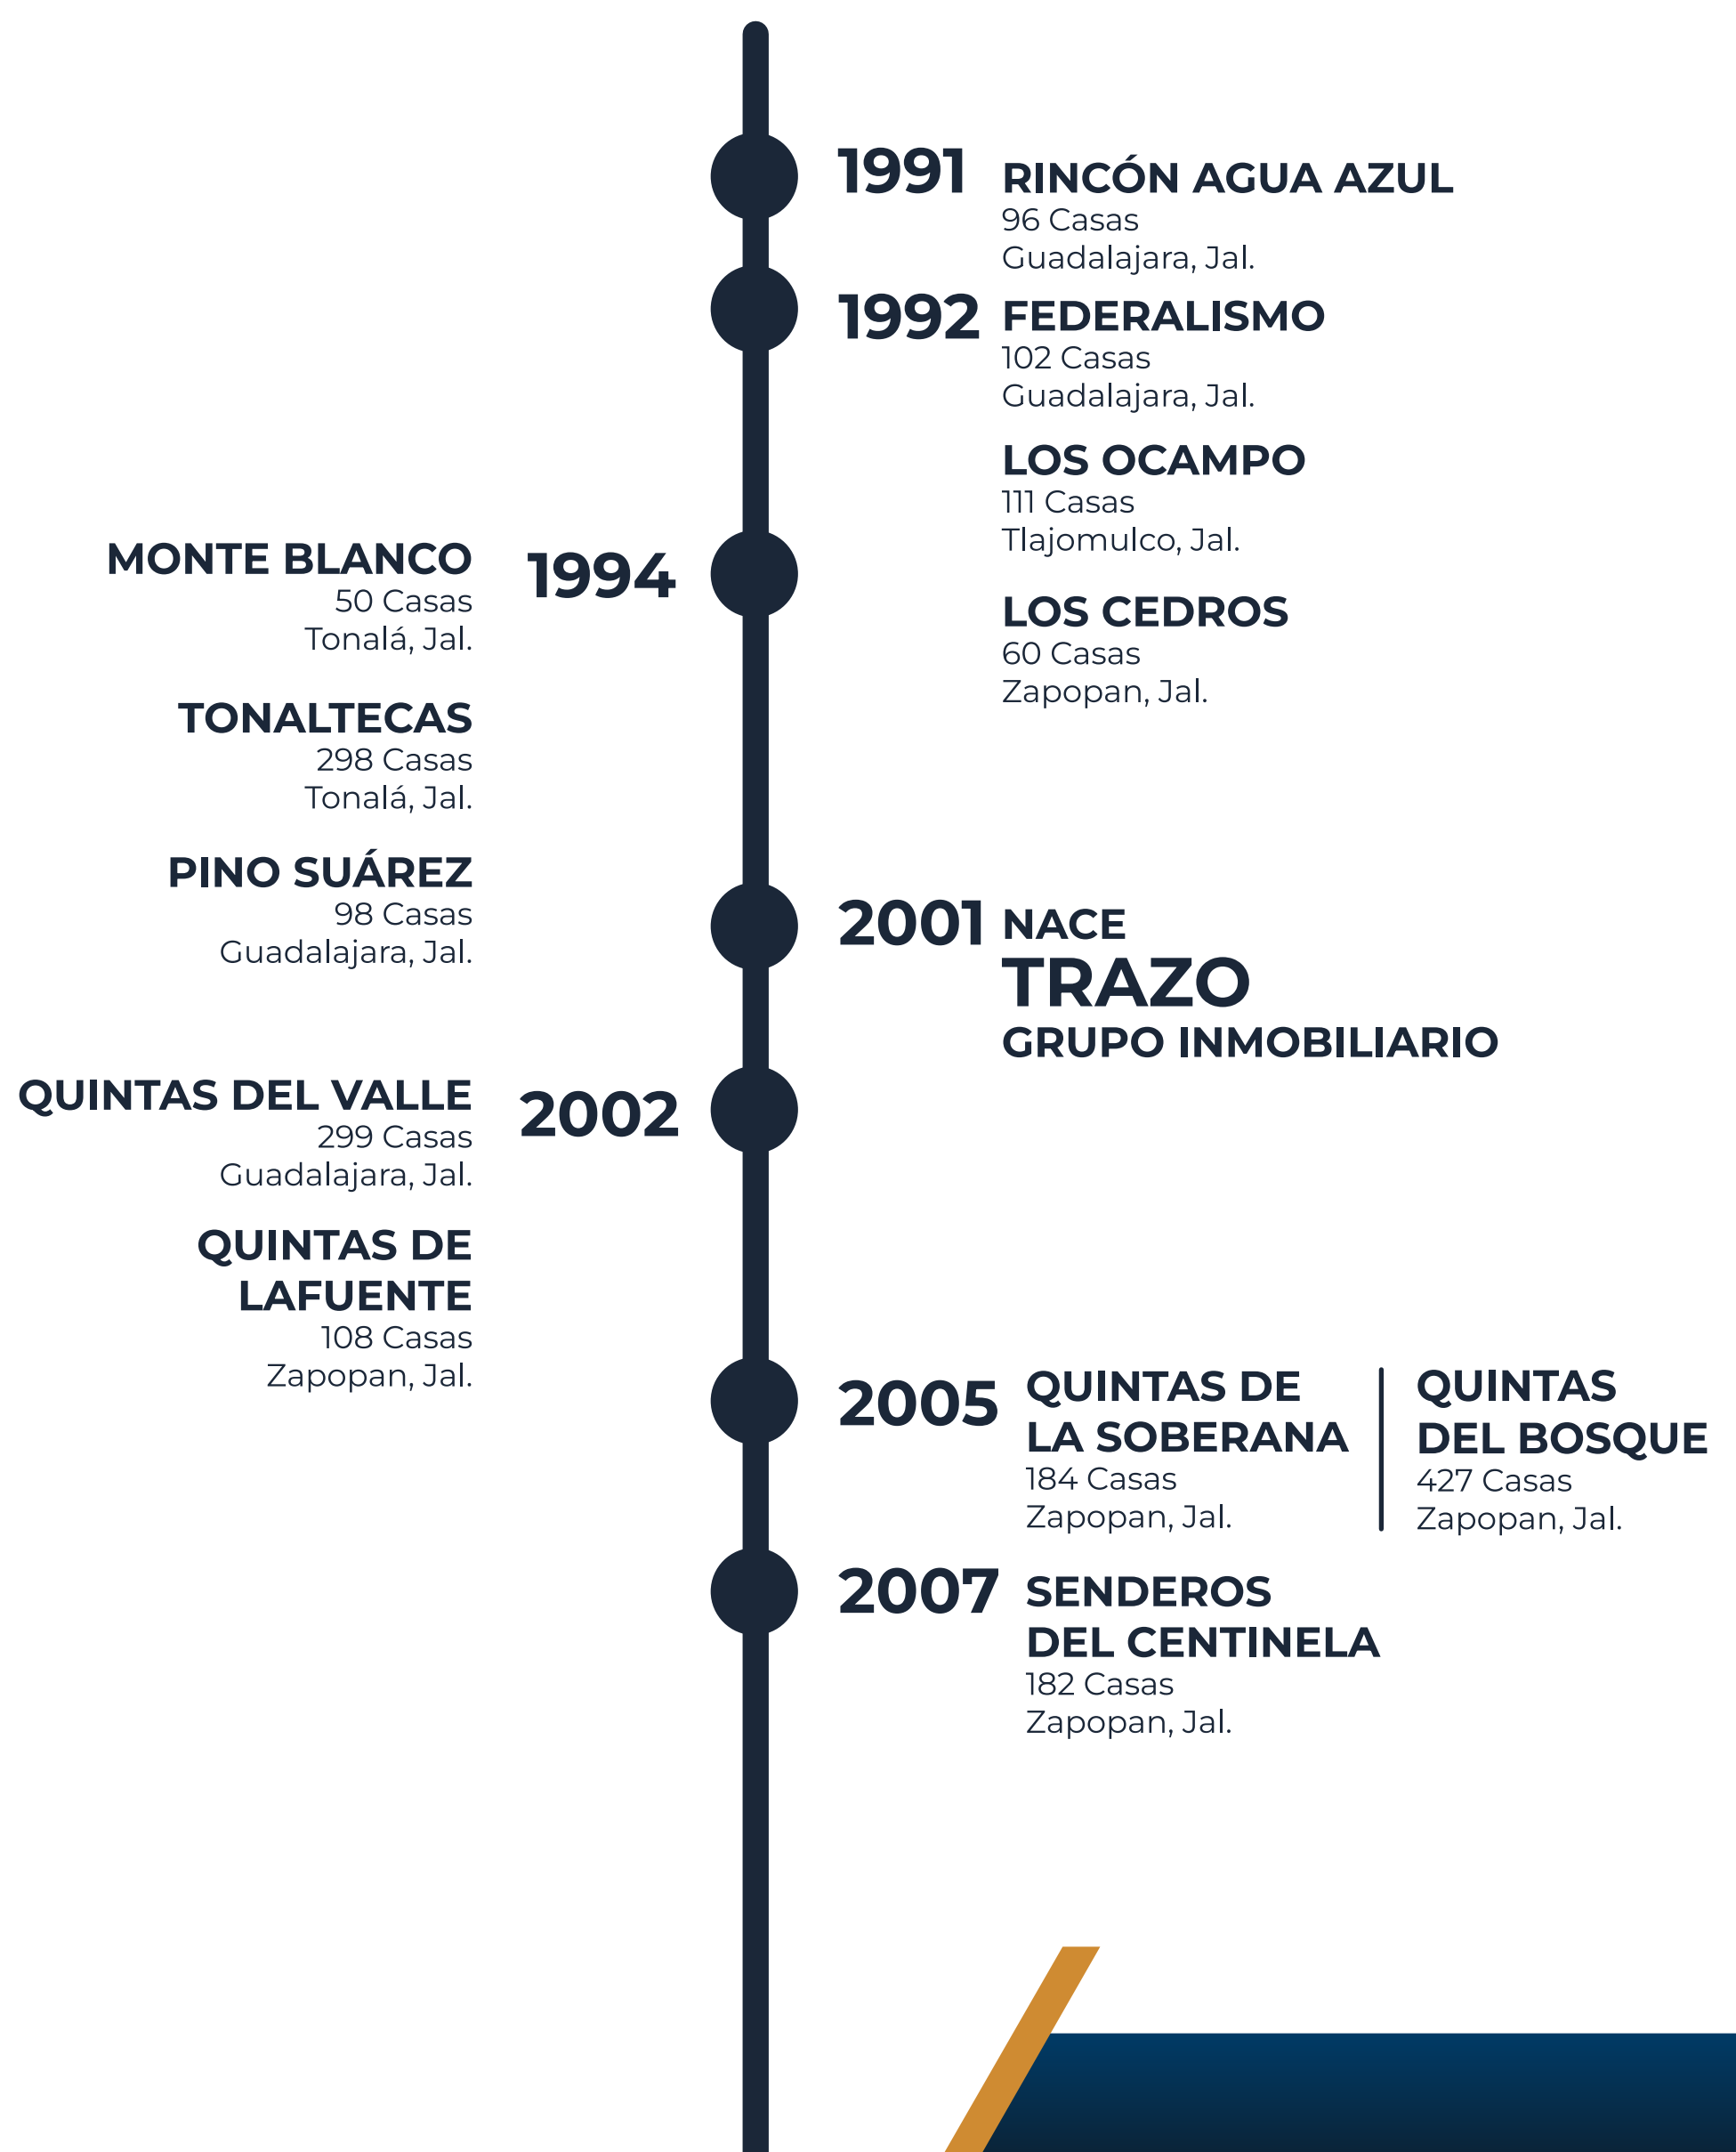 1991
RINCÓN AGUA AZUL
96 Casas
Guadalajara, Jal.
1992
FEDERALISMO
102 Casas
Guadalajara, Jal.
LOS OCAMPO
111 Casas
Tlajomulco, Jal.
LOS CEDROS
60 Casas
Zapopan, Jal.
1994
MONTE BLANCO
50 Casas
Tonalá, Jal.
TONALTECAS
298 Casas
Tonalá, Jal.
PINO SUÁREZ
98 Casas
Guadalajara, Jal.
2001
NACE
TRAZO
GRUPO INMOBILIARIO
2002
QUINTAS DEL VALLE
299 Casas
Guadalajara, Jal.
QUINTAS DE
LAFUENTE
108 Casas
Zapopan, Jal.
2005
QUINTAS DE
LA SOBERANA
184 Casas
Zapopan, Jal.
QUINTAS
DEL BOSQUE
427 Casas
Zapopan, Jal.
2007
SENDEROS
DEL CENTINELA
182 Casas
Zapopan, Jal.